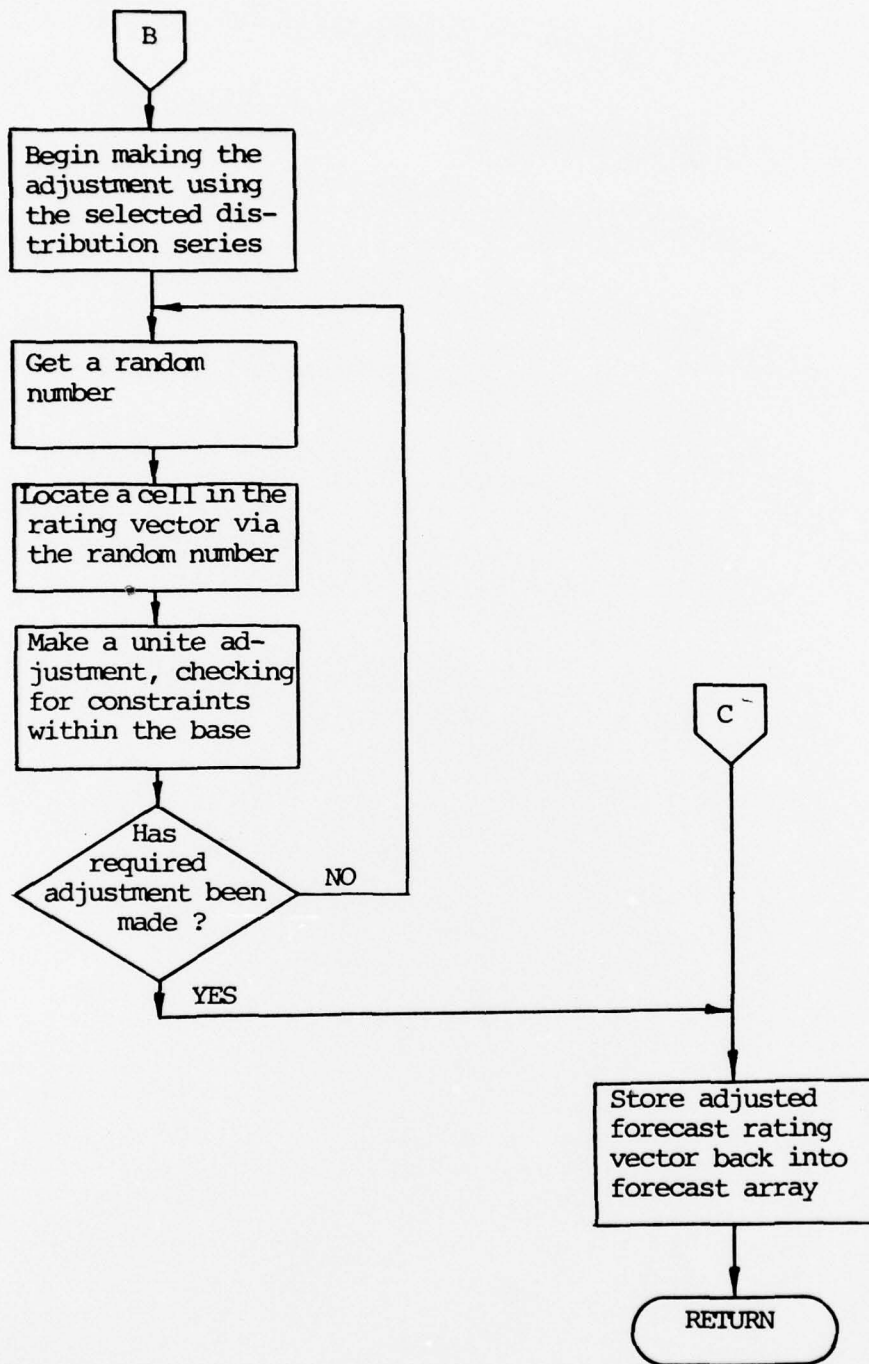 B
Begin making the
adjustment using
the selected dis-
tribution series
Get a random
number
Locate a cell in the
rating vector via
the random number
Make a unite ad-
justment, checking
for constraints
within the base
Has
required
adjustment been
made ?
NO
YES
C
Store adjusted
forecast rating
vector back into
forecast array
RETURN